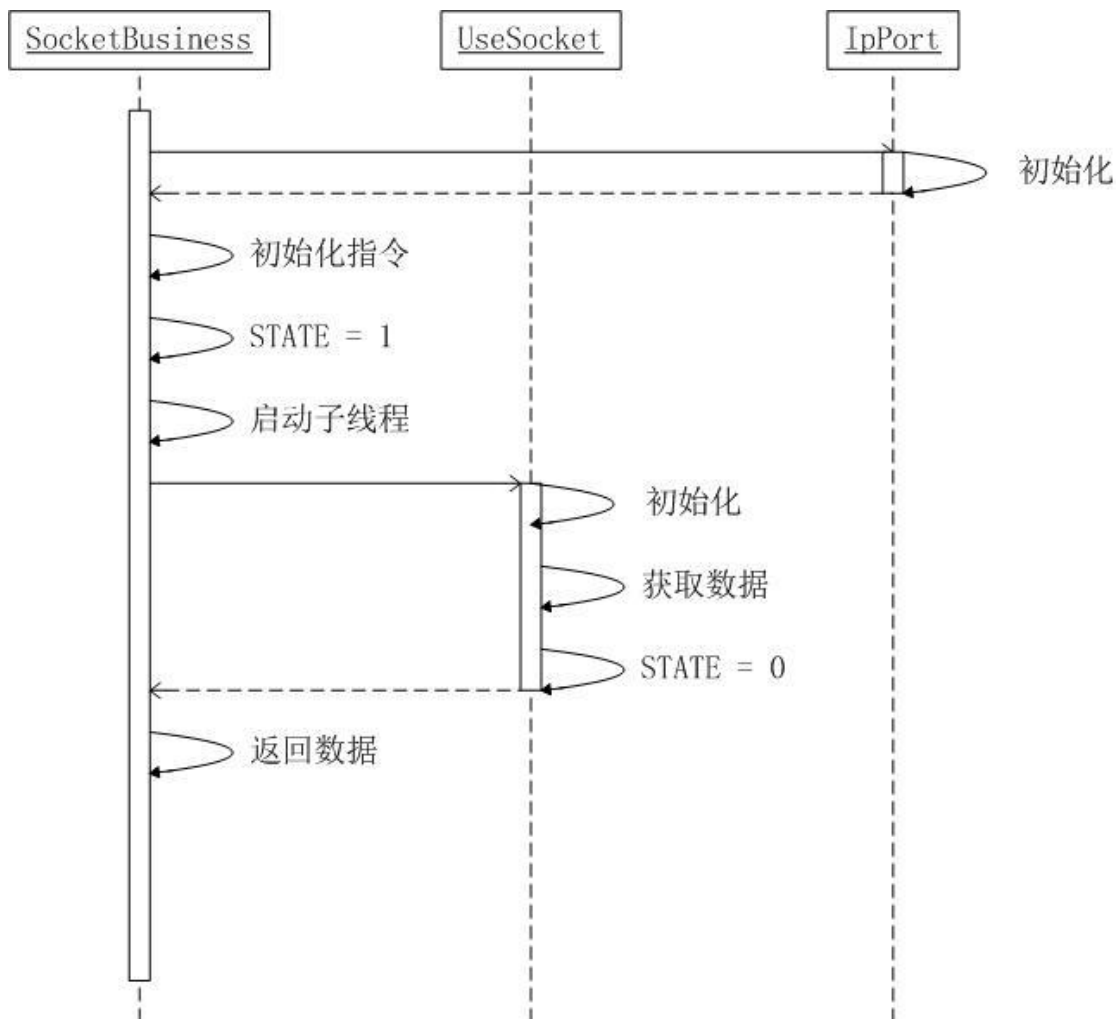 SocketBusiness
UseSocket
IpPort
初始化
初始化指令
STATE = 1
启动子线程
初始化
获取数据
STATE = 0
返回数据